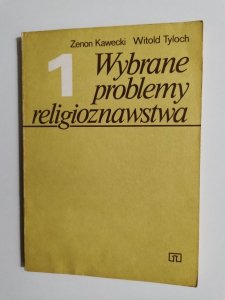 Zenon Kawecki Witold Tyloch
1 Wybrane
problemy
religioznawstwa